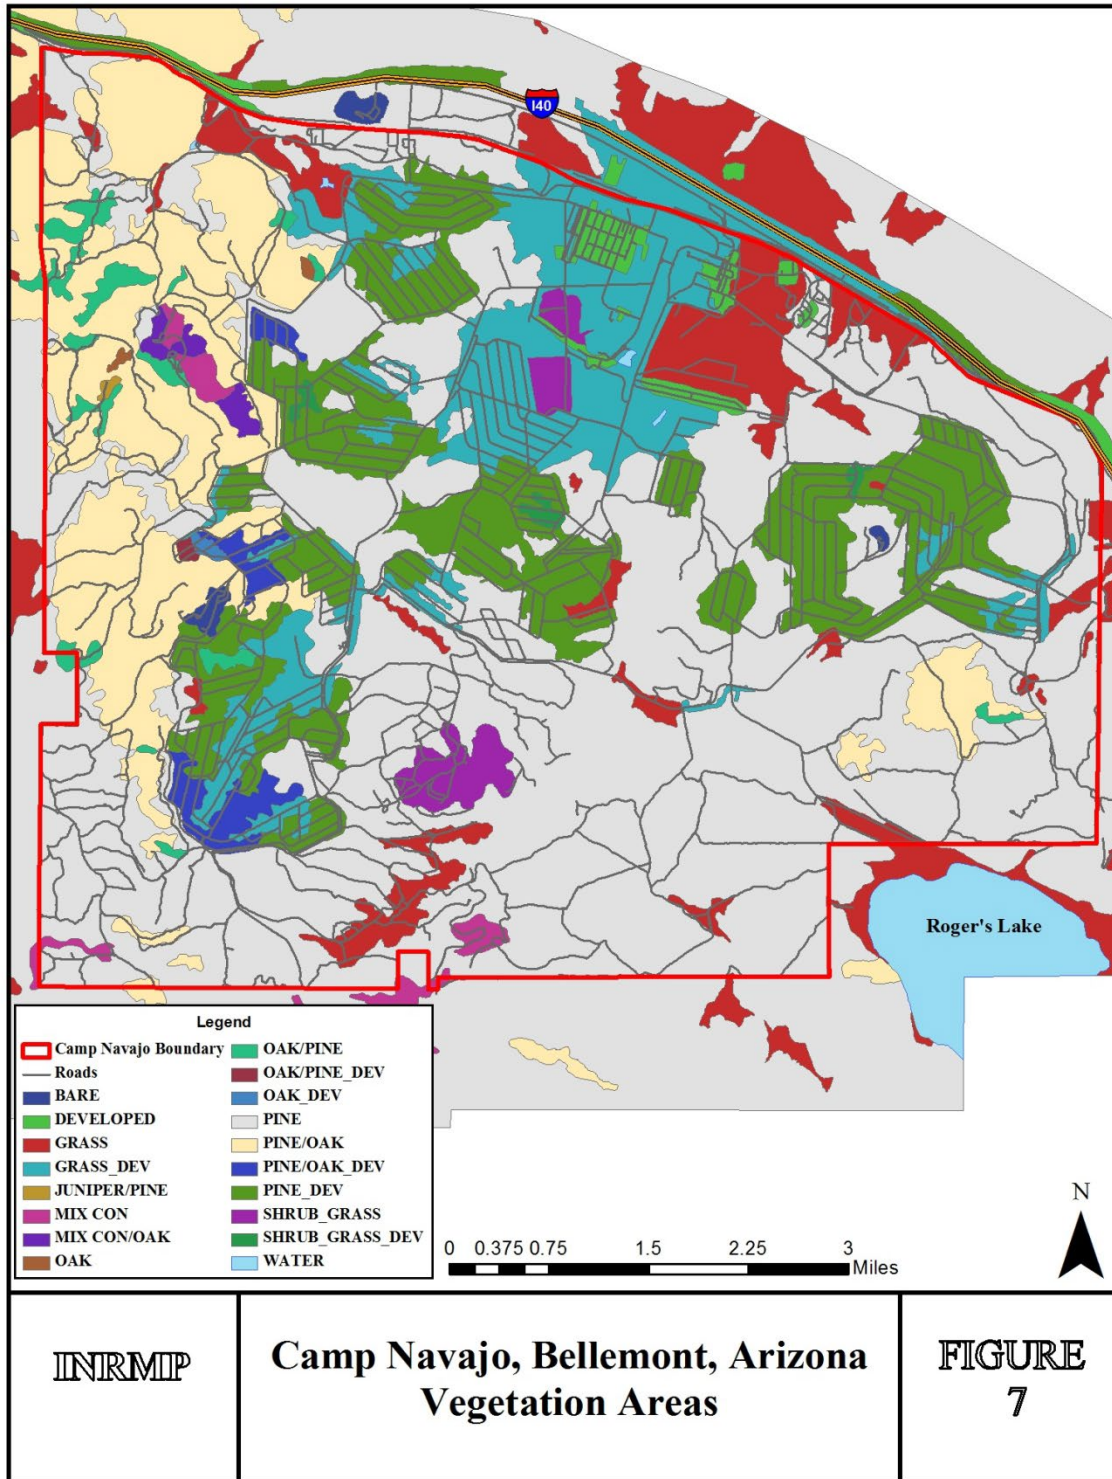 I40
Roger's Lake
Legend
Camp Navajo Boundary
Roads
BARE
DEVELOPED
GRASS
GRASS_DEV
JUNIPER/PINE
MIX CON
MIX CON/OAK
OAK
OAK/PINE
OAK/PINE_DEV
OAK_DEV
PINE
PINE/OAK
PINE/OAK_DEV
PINE_DEV
SHRUB_GRASS
SHRUB_GRASS_DEV
WATER
0 0.375 0.75 1.5 2.25 3
Miles
N
INRMP
Camp Navajo, Bellemont, Arizona
Vegetation Areas
FIGURE
7